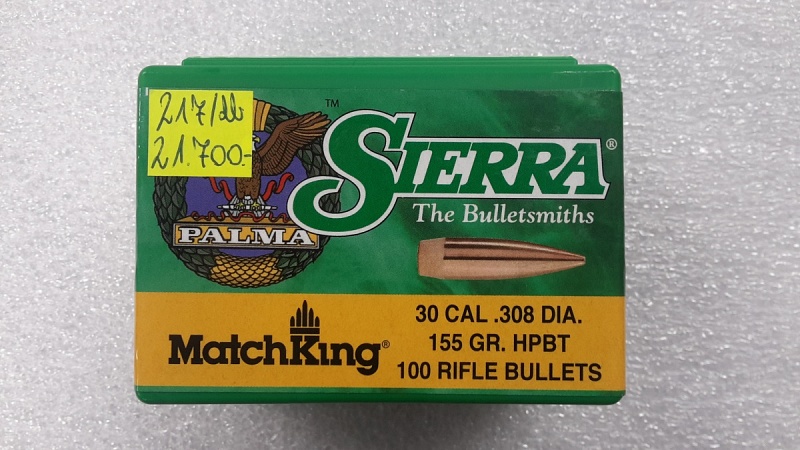 217/db
21.700-
TM
SIERRA®
The Bulletsmiths
PALMA
30 CAL .308 DIA.
MatchKing®
155 GR. HPBT
100 RIFLE BULLETS